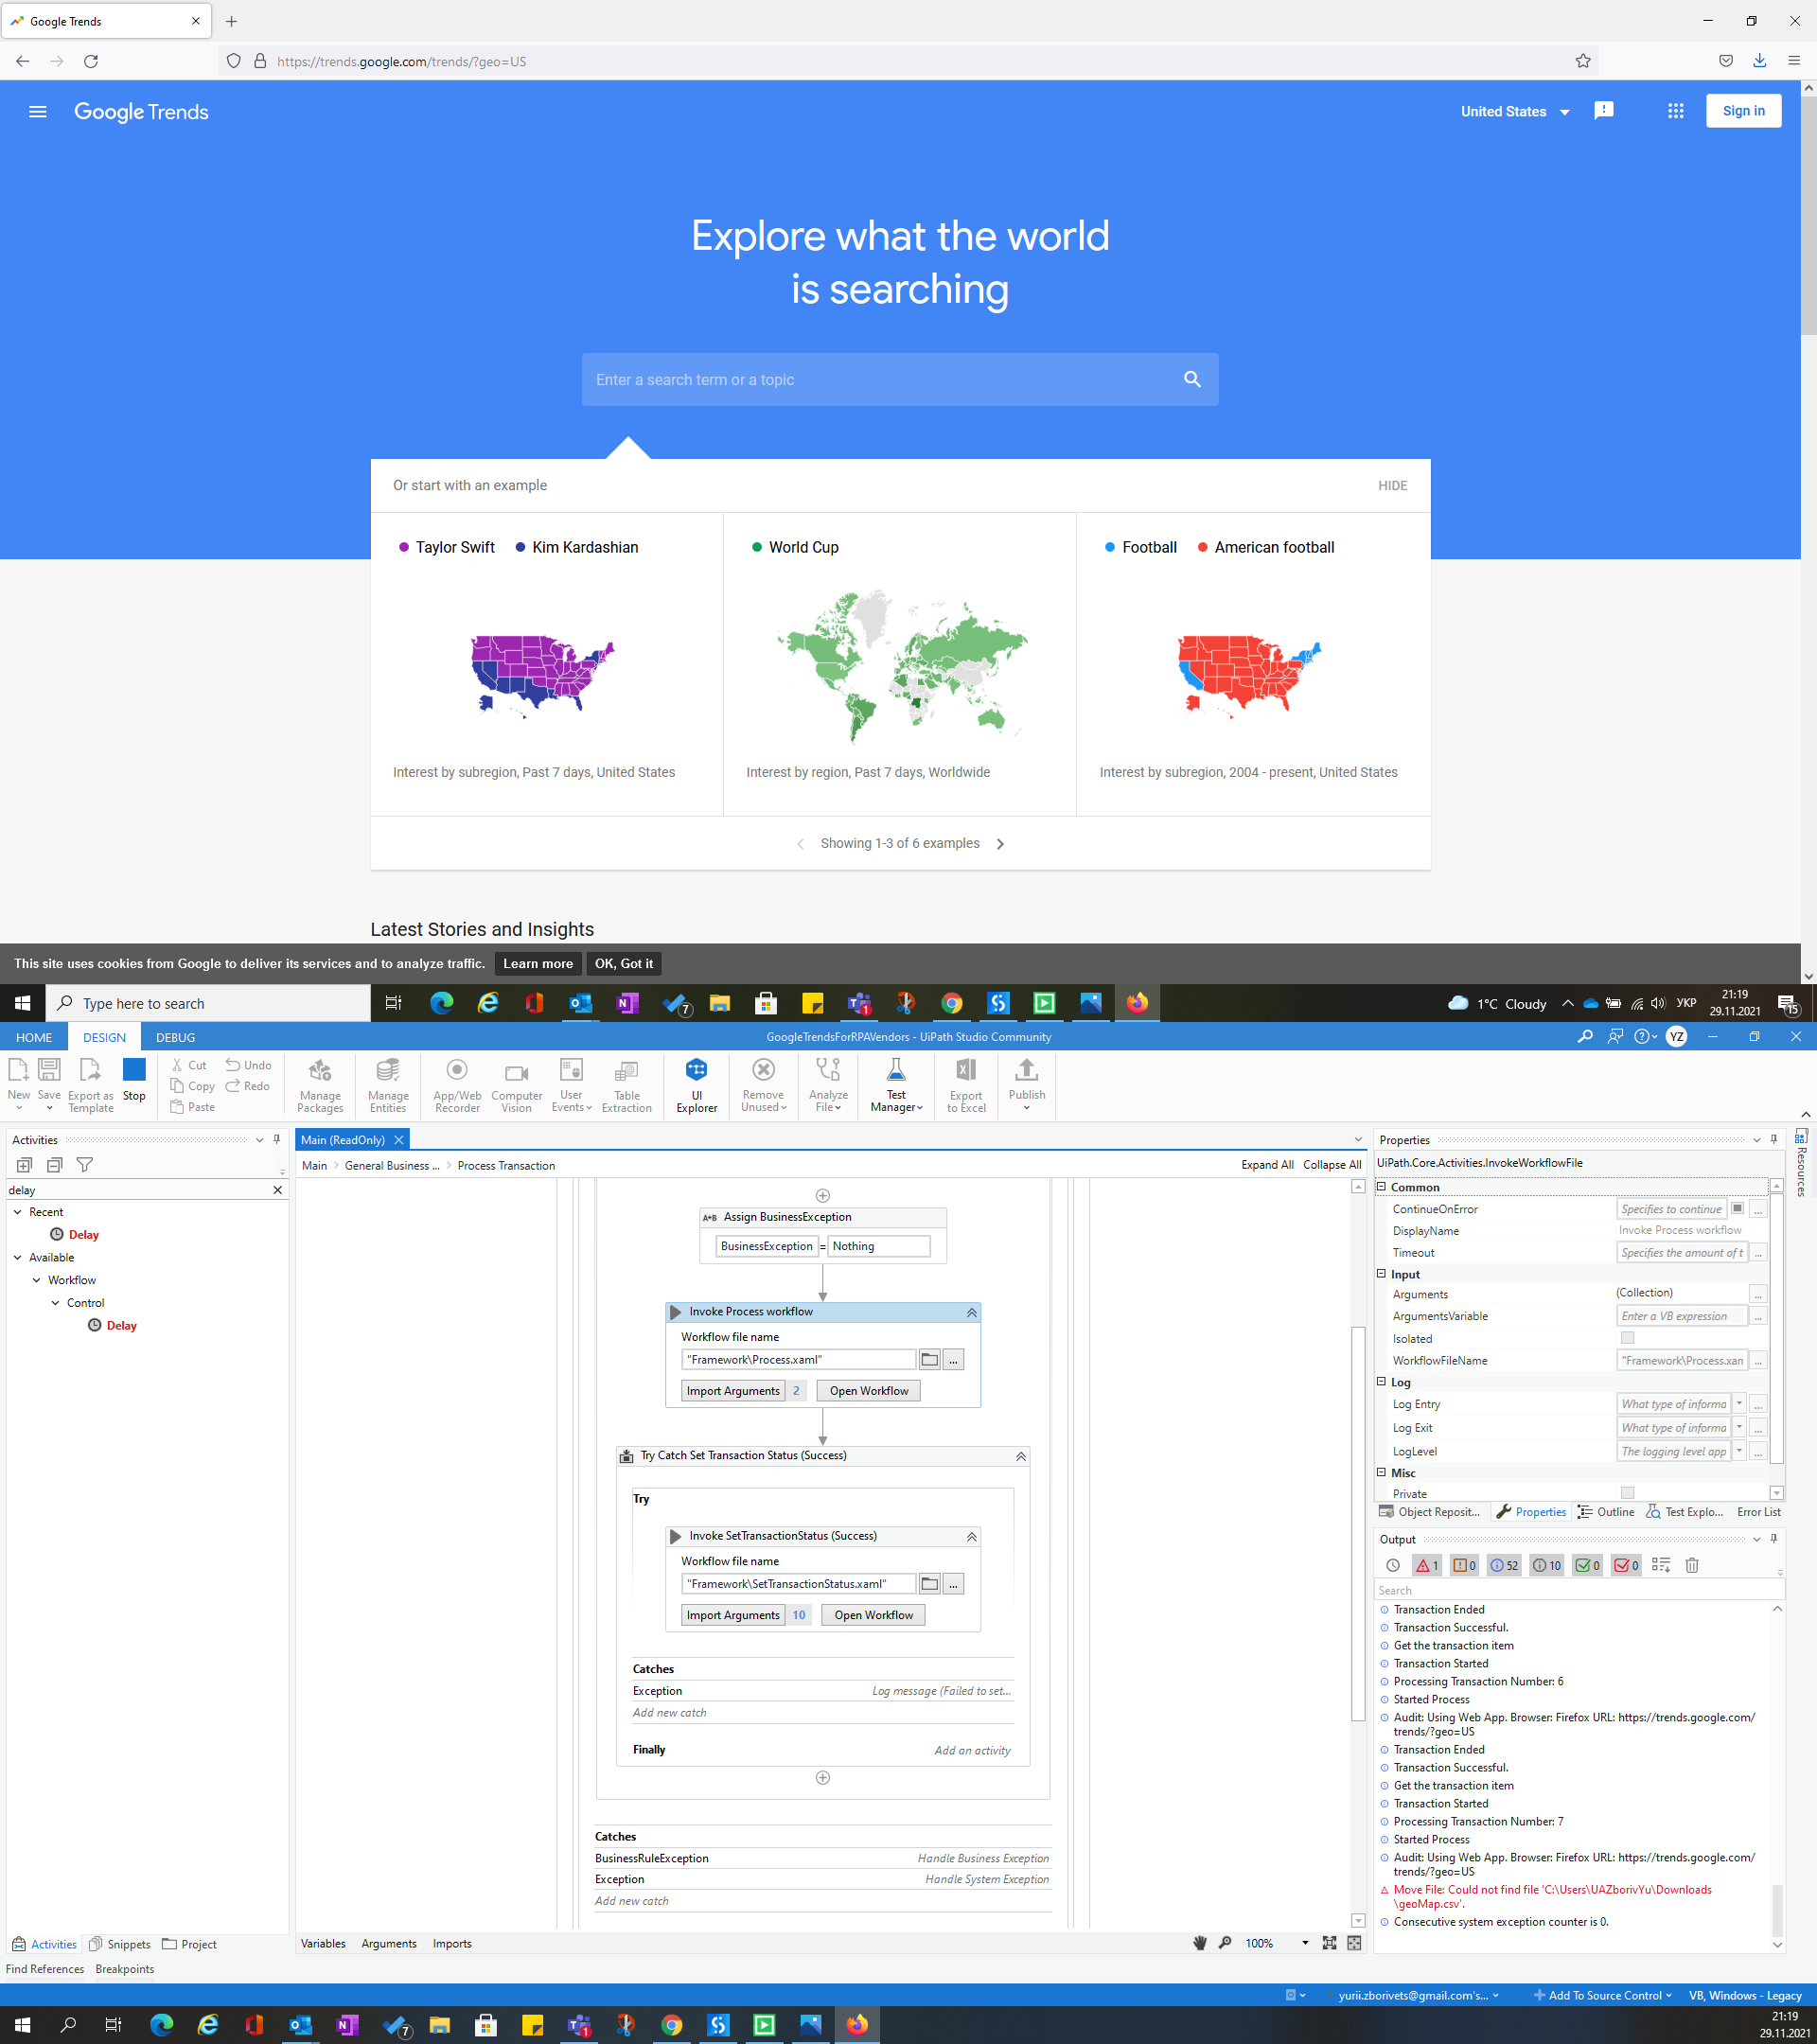 Google Trends
https://trends.google.com/trends/?geo=US
Google Trends
United States
Sign in
Explore what the world
is searching
Enter a search term or a topic
Or start with an example
HIDE
Taylor Swift
Kim Kardashian
World Cup
Football
American football
Interest by subregion, Past 7 days, United States
Interest by region, Past 7 days, Worldwide
Interest by subregion, 2004 - present, United States
Showing 1-3 of 6 examples
Latest Stories and Insights
This site uses cookies from Google to deliver its services and to analyze traffic.
Learn more
OK, Got it
Type here to search
7
1
1°C Cloudy
УКР
21:19
29.11.2021
15
HOME
DESIGN
DEBUG
GoogleTrendsForRPAVendors - UiPath Studio Community
YZ
New
Save
Export as
Template
Stop
Cut
Copy
Paste
Undo
Redo
Manage
Packages
Manage
Entities
App/Web
Recorder
Computer
Vision
User
Events
Table
Extraction
UI
Explorer
Remove
Unused
Analyze
File
Test
Manager
Export
to Excel
Publish
Activities
delay
Recent
Delay
Available
Workflow
Control
Delay
Main (ReadOnly)
Main > General Business ... > Process Transaction
Expand All
Collapse All
A+B Assign BusinessException
BusinessException = Nothing
Invoke Process workflow
Workflow file name
"Framework\Process.xaml"
...
Import Arguments 2
Open Workflow
Try Catch Set Transaction Status (Success)
Try
Invoke SetTransactionStatus (Success)
Workflow file name
"Framework\SetTransactionStatus.xaml"
...
Import Arguments 10
Open Workflow
Catches
Exception
Log message (Failed to set...
Add new catch
Finally
Add an activity
Catches
BusinessRuleException
Handle Business Exception
Exception
Handle System Exception
Add new catch
Variables
Arguments
Imports
100%
Properties
Resources
UiPath.Core.Activities.InvokeWorkflowFile
Common
ContinueOnError
Specifies to continue
...
DisplayName
Invoke Process workflow
Timeout
Specifies the amount of t
...
Input
Arguments
(Collection)
...
ArgumentsVariable
Enter a VB expression
...
Isolated
WorkflowFileName
"Framework\Process.xan
...
Log
Log Entry
What type of informa
...
Log Exit
What type of informa
...
LogLevel
The logging level app
...
Misc
Private
Object Reposit...
Properties
Outline
Test Explo...
Error List
Output
1
0
52
10
0
0
Search
Transaction Ended
Transaction Successful.
Get the transaction item
Transaction Started
Processing Transaction Number: 6
Started Process
Audit: Using Web App. Browser: Firefox URL: https://trends.google.com/
trends/?geo=US
Transaction Ended
Transaction Successful.
Get the transaction item
Transaction Started
Processing Transaction Number: 7
Started Process
Audit: Using Web App. Browser: Firefox URL: https://trends.google.com/
trends/?geo=US
Move File: Could not find file 'C:\Users\UAZborivYu\Downloads
\geoMap.csv'.
Consecutive system exception counter is 0.
Activities
Snippets
Project
Find References
Breakpoints
yurii.zborivets@gmail.com's...
Add To Source Control
VB, Windows - Legacy
7
1
21:19
29.11.2021